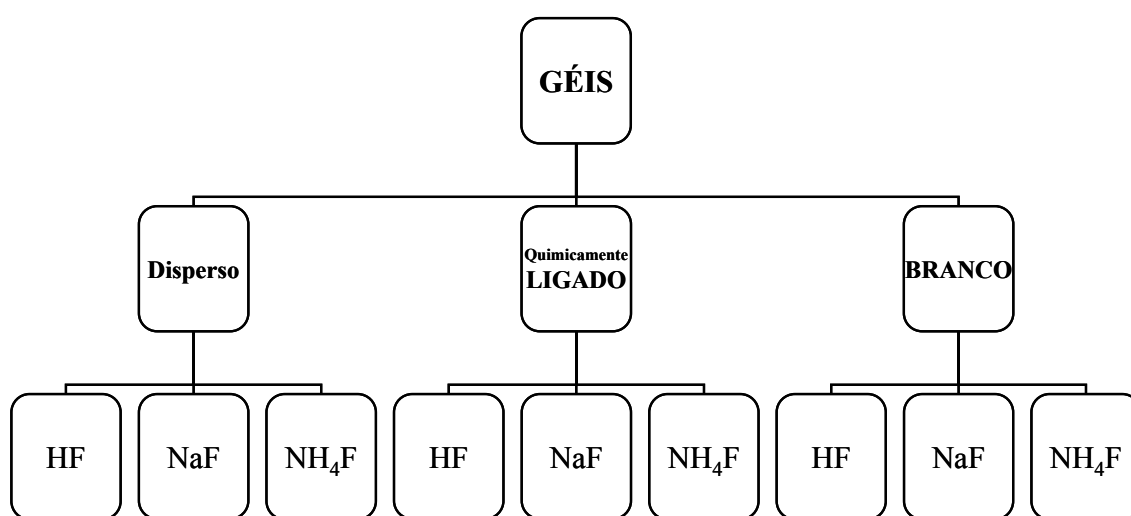 GÉIS
Disperso
Quimicamente
LIGADO
BRANCO
HF
NaF
NH₄F
HF
NaF
NH₄F
HF
NaF
NH₄F